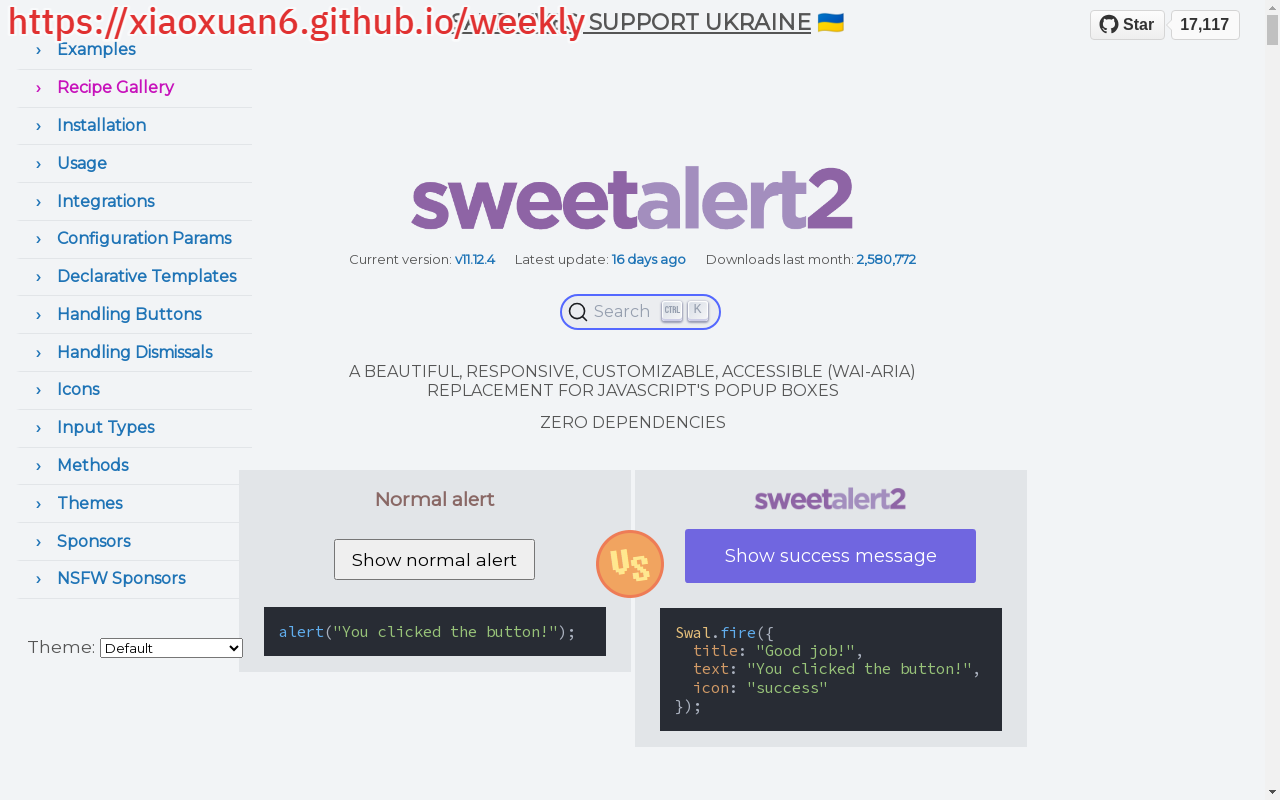 https://xiaoxuan6.github.io/weekly
SUPPORT UKRAINE 🇺🇦
Star
17,117
› Examples
› Recipe Gallery
› Installation
› Usage
› Integrations
› Configuration Params
› Declarative Templates
› Handling Buttons
› Handling Dismissals
› Icons
› Input Types
› Methods
› Themes
› Sponsors
› NSFW Sponsors
Theme: Default
sweetalert2
Current version: v11.12.4 Latest update: 16 days ago Downloads last month: 2,580,772
Search CTRL K
A BEAUTIFUL, RESPONSIVE, CUSTOMIZABLE, ACCESSIBLE (WAI-ARIA)
REPLACEMENT FOR JAVASCRIPT'S POPUP BOXES
ZERO DEPENDENCIES
Normal alert
Show normal alert
alert("You clicked the button!");
VS
sweetalert2
Show success message
Swal.fire({
  title: "Good job!",
  text: "You clicked the button!",
  icon: "success"
});